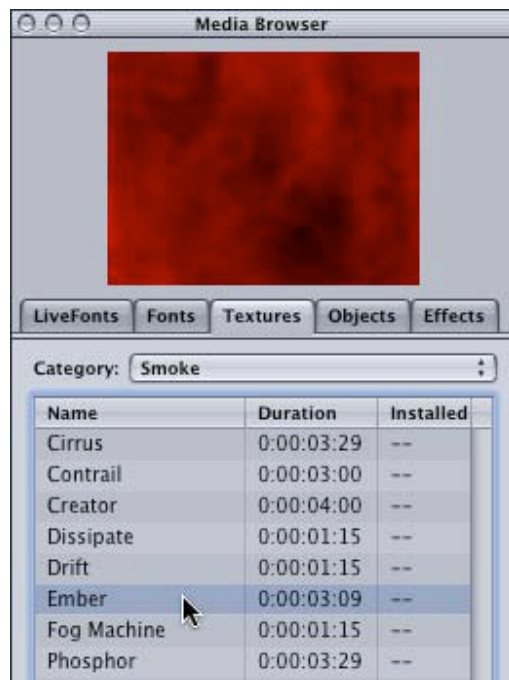 Media Browser
LiveFonts Fonts Textures Objects Effects
Category: Smoke
Name Duration Installed
Cirrus 0:00:03:29 --
Contrail 0:00:03:00 --
Creator 0:00:04:00 --
Dissipate 0:00:01:15 --
Drift 0:00:01:15 --
Ember 0:00:03:09 --
Fog Machine 0:00:01:15 --
Phosphor 0:00:03:29 --